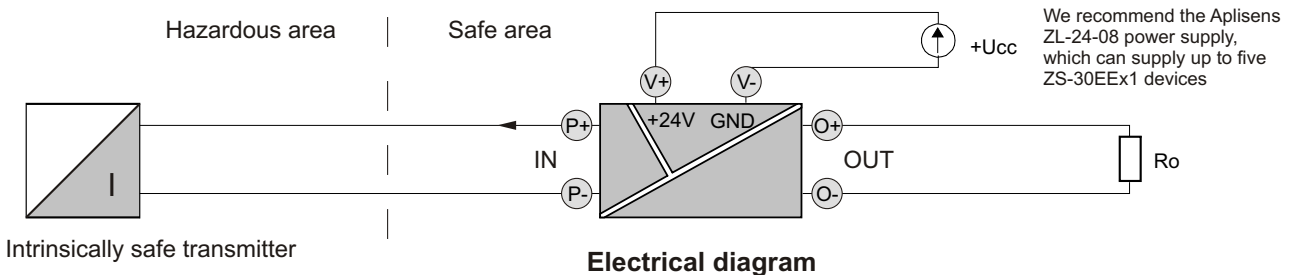 Hazardous area
Safe area
We recommend the Aplisens
ZL-24-08 power supply,
which can supply up to five
ZS-30EEx1 devices
+Ucc
V+
V-
P+
+24V GND
O+
IN
OUT
I
Ro
P-
O-
Intrinsically safe transmitter
Electrical diagram